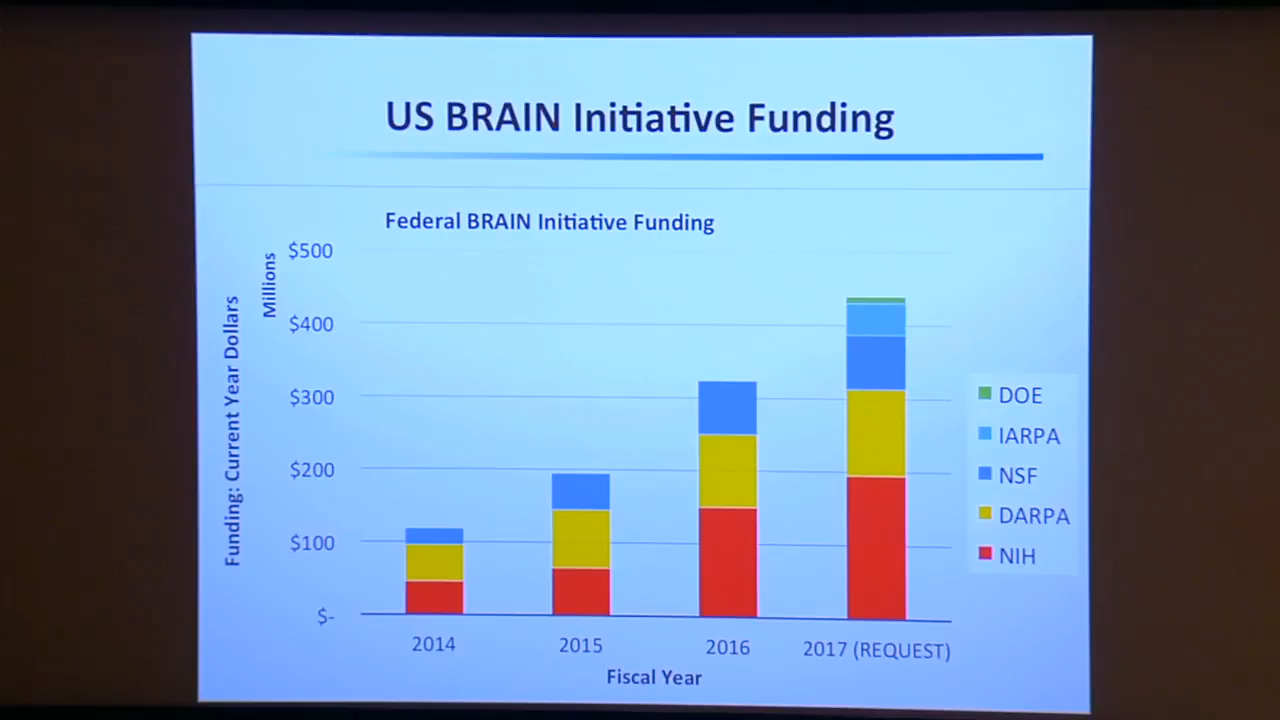 US BRAIN Initiative Funding
Federal BRAIN Initiative Funding
Funding: Current Year Dollars
Millions
$500
$400
$300
$200
$100
$-
2014
2015
2016
2017 (REQUEST)
Fiscal Year
DOE
IARPA
NSF
DARPA
NIH